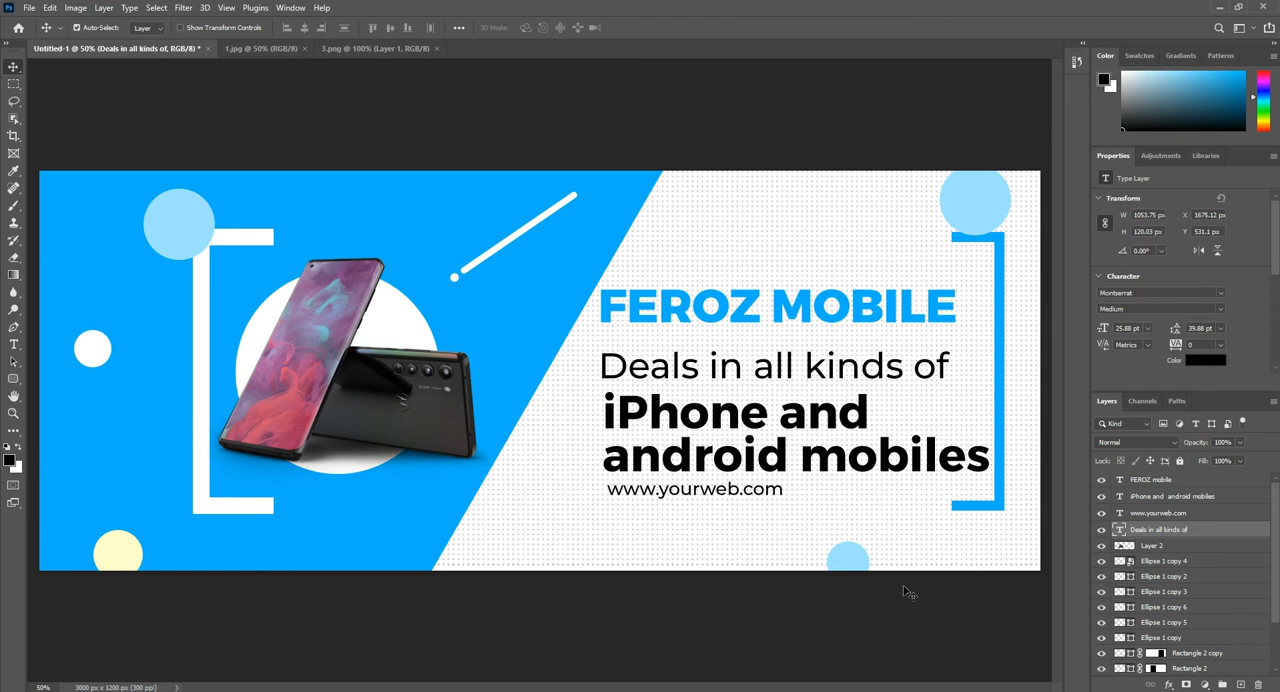 Ps File Edit Image Layer Type Select Filter 3D View Plugins Window Help
Auto-Select: Layer Show Transform Controls 3D Mode:
Untitled-1 @ 50% (Deals in all kinds of, RGB/8) * 1.jpg @ 50% (RGB/8) 3.png @ 100% (Layer 1, RGB/8)
FEROZ MOBILE
Deals in all kinds of
iPhone and
android mobiles
www.yourweb.com
Color Swatches Gradients Patterns
Properties Adjustments Libraries
T Type Layer
Transform
W 1053.75 px X 1675.12 px
H 120.03 px Y 531.1 px
0.00°
Character
Montserrat
Medium
25.88 pt 39.88 pt
Metrics 0
Color
Layers Channels Paths
Kind
Normal Opacity: 100%
Lock: Fill: 100%
T FEROZ mobile
T iPhone and android mobiles
T www.yourweb.com
T Deals in all kinds of
Layer 2
Ellipse 1 copy 4
Ellipse 1 copy 2
Ellipse 1 copy 3
Ellipse 1 copy 6
Ellipse 1 copy 5
Ellipse 1 copy
Rectangle 2 copy
Rectangle 2
fx
50% 3000 px x 1200 px (300 ppi)